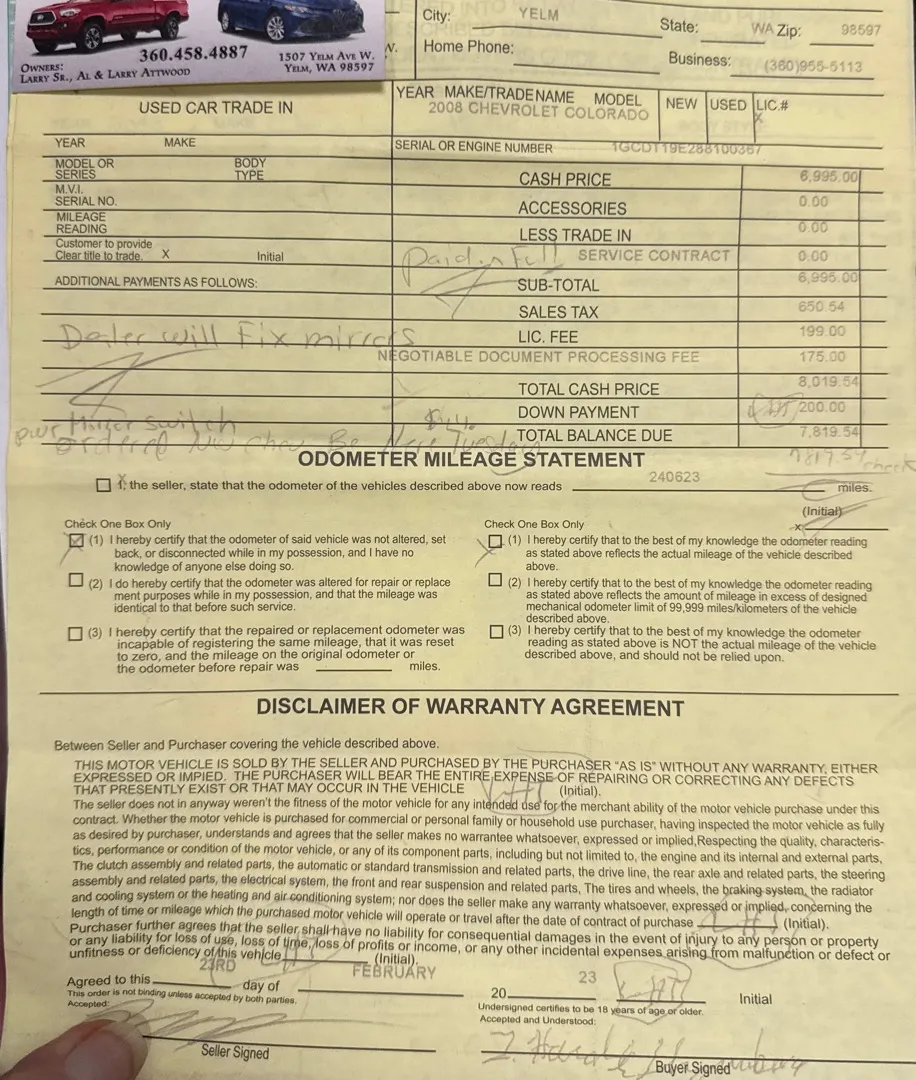 OWNERS:
LARRY SR., AL & LARRY ATTWOOD
360.458.4887
1507 YELM AVE W.
YELM, WA 98597
W.
City: YELM State: WA Zip: 98597
Home Phone: Business: (360)955-5113
USED CAR TRADE IN
YEAR MAKE/TRADENAME MODEL NEW USED LIC.#
2008 CHEVROLET COLORADO X
YEAR MAKE
SERIAL OR ENGINE NUMBER 1GCDT19E288100367
MODEL OR SERIES BODY TYPE
M.V.I. SERIAL NO.
MILEAGE READING
Customer to provide
Clear title to trade. X Initial
ADDITIONAL PAYMENTS AS FOLLOWS:
CASH PRICE 6,995.00
ACCESSORIES 0.00
LESS TRADE IN 0.00
Paid in Full SERVICE CONTRACT 0.00
SUB-TOTAL 6,995.00
SALES TAX 650.54
Dealer will Fix mirrors LIC. FEE 199.00
NEGOTIABLE DOCUMENT PROCESSING FEE 175.00
TOTAL CASH PRICE 8,019.54
DOWN PAYMENT 200.00
pwr Mirror switch
ordered Be Here Tuesday
TOTAL BALANCE DUE 7,819.54
7817.54 check
ODOMETER MILEAGE STATEMENT
I, the seller, state that the odometer of the vehicles described above now reads 240623 miles.
(Initial)
x
Check One Box Only
(1) I hereby certify that the odometer of said vehicle was not altered, set
back, or disconnected while in my possession, and I have no
knowledge of anyone else doing so.
(2) I do hereby certify that the odometer was altered for repair or replace
ment purposes while in my possession, and that the mileage was
identical to that before such service.
(3) I hereby certify that the repaired or replacement odometer was
incapable of registering the same mileage, that it was reset
to zero, and the mileage on the original odometer or
the odometer before repair was miles.
Check One Box Only
(1) I hereby certify that to the best of my knowledge the odometer reading
as stated above reflects the actual mileage of the vehicle described
above.
(2) I hereby certify that to the best of my knowledge the odometer reading
as stated above reflects the amount of mileage in excess of designed
mechanical odometer limit of 99,999 miles/kilometers of the vehicle
described above.
(3) I hereby certify that to the best of my knowledge the odometer
reading as stated above is NOT the actual mileage of the vehicle
described above, and should not be relied upon.
DISCLAIMER OF WARRANTY AGREEMENT
Between Seller and Purchaser covering the vehicle described above.
THIS MOTOR VEHICLE IS SOLD BY THE SELLER AND PURCHASED BY THE PURCHASER "AS IS" WITHOUT ANY WARRANTY, EITHER
EXPRESSED OR IMPIED. THE PURCHASER WILL BEAR THE ENTIRE EXPENSE OF REPAIRING OR CORRECTING ANY DEFECTS
THAT PRESENTLY EXIST OR THAT MAY OCCUR IN THE VEHICLE (Initial).
The seller does not in anyway weren't the fitness of the motor vehicle for any intended use for the merchant ability of the motor vehicle purchase under this
contract. Whether the motor vehicle is purchased for commercial or personal family or household use purchaser, having inspected the motor vehicle as fully
as desired by purchaser, understands and agrees that the seller makes no warrantee whatsoever, expressed or implied,Respecting the quality, characteris-
tics, performance or condition of the motor vehicle, or any of its component parts, including but not limited to, the engine and its internal and external parts,
The clutch assembly and related parts, the automatic or standard transmission and related parts, the drive line, the rear axle and related parts, the steering
assembly and related parts, the electrical system, the front and rear suspension and related parts, The tires and wheels, the braking system, the radiator
and cooling system or the heating and air conditioning system; nor does the seller make any warranty whatsoever, expressed or implied, concerning the
length of time or mileage which the purchased motor vehicle will operate or travel after the date of contract of purchase (Initial).
Purchaser further agrees that the seller shall have no liability for consequential damages in the event of injury to any person or property
or any liability for loss of use, loss of time, loss of profits or income, or any other incidental expenses arising from malfunction or defect or
unfitness or deficiency of this vehicle (Initial).
Agreed to this 23RD day of FEBRUARY 20 23 Initial
This order is not binding unless accepted by both parties.
Accepted:
Undersigned certifies to be 18 years of age or older.
Accepted and Understood:
Seller Signed
Buyer Signed